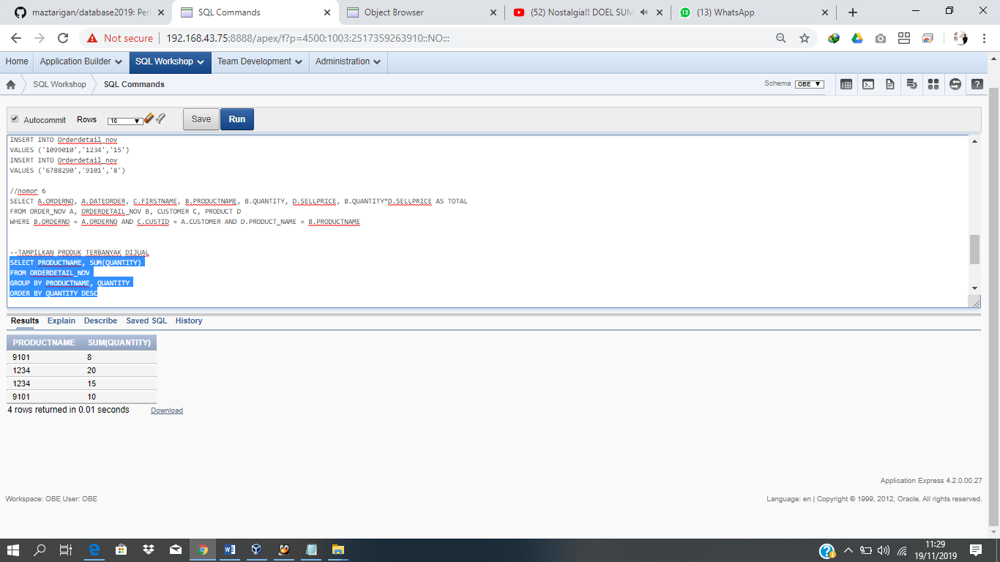 maztarigan/database2019: Peri
SQL Commands
Object Browser
(52) Nostalgia!! DOEL SUM
(13) WhatsApp
Not secure
192.168.43.75:8888/apex/f?p=4500:1003:2517359263910::NO:::
Home
Application Builder
SQL Workshop
Team Development
Administration
SQL Workshop
SQL Commands
Schema
OBE
Autocommit
Rows
10
Save
Run
INSERT INTO Orderdetail_nov
VALUES ('1099010','1234','15')
INSERT INTO Orderdetail_nov
VALUES ('6788290','9101','8')
//nomor 6
SELECT A.ORDERNO, A.DATEORDER, C.FIRSTNAME, B.PRODUCTNAME, B.QUANTITY, D.SELLPRICE, B.QUANTITY*D.SELLPRICE AS TOTAL
FROM ORDER_NOV A, ORDERDETAIL_NOV B, CUSTOMER C, PRODUCT D
WHERE B.ORDERNO = A.ORDERNO AND C.CUSTID = A.CUSTOMER AND D.PRODUCT_NAME = B.PRODUCTNAME
--TAMPILKAN PRODUK TERBANYAK DIJUAL
SELECT PRODUCTNAME, SUM(QUANTITY)
FROM ORDERDETAIL_NOV
GROUP BY PRODUCTNAME, QUANTITY
ORDER BY QUANTITY DESC
Results Explain Describe Saved SQL History
PRODUCTNAME SUM(QUANTITY)
9101 8
1234 20
1234 15
9101 10
4 rows returned in 0.01 seconds Download
Application Express 4.2.0.00.27
Workspace: OBE User: OBE
Language: en | Copyright © 1999, 2012, Oracle. All rights reserved.
11:29
19/11/2019